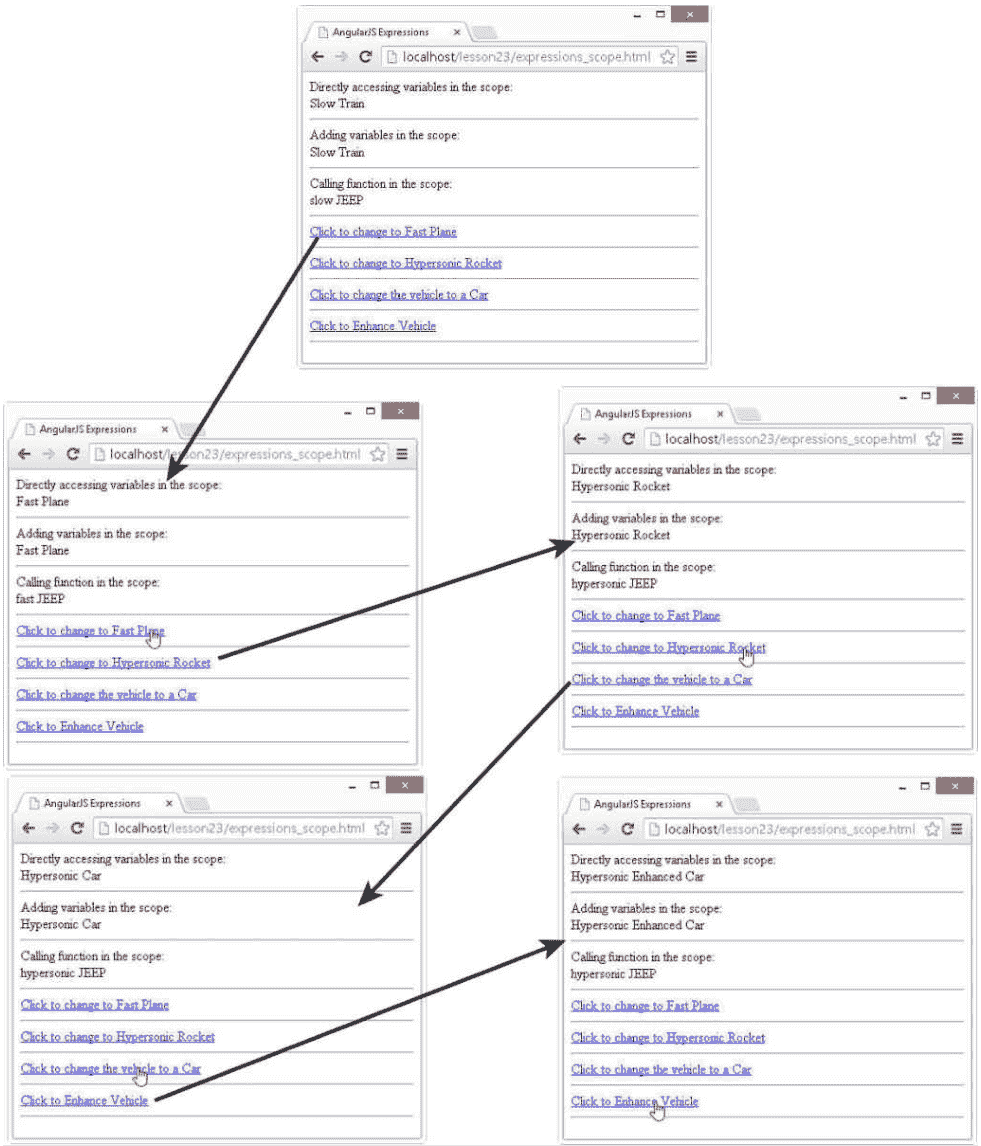 AngularJS Expressions
localhost/lesson23/expressions_scope.html
Directly accessing variables in the scope:
Slow Train
Adding variables in the scope:
Slow Train
Calling function in the scope:
slow JEEP
Click to change to Fast Plane
Click to change to Hypersonic Rocket
Click to change the vehicle to a Car
Click to Enhance Vehicle
AngularJS Expressions
localhost/lesson23/expressions_scope.html
Directly accessing variables in the scope:
Fast Plane
Adding variables in the scope:
Fast Plane
Calling function in the scope:
fast JEEP
Click to change to Fast Plane
Click to change to Hypersonic Rocket
Click to change the vehicle to a Car
Click to Enhance Vehicle
AngularJS Expressions
localhost/lesson23/expressions_scope.html
Directly accessing variables in the scope:
Hypersonic Rocket
Adding variables in the scope:
Hypersonic Rocket
Calling function in the scope:
hypersonic JEEP
Click to change to Fast Plane
Click to change to Hypersonic Rocket
Click to change the vehicle to a Car
Click to Enhance Vehicle
AngularJS Expressions
localhost/lesson23/expressions_scope.html
Directly accessing variables in the scope:
Hypersonic Car
Adding variables in the scope:
Hypersonic Car
Calling function in the scope:
hypersonic JEEP
Click to change to Fast Plane
Click to change to Hypersonic Rocket
Click to change the vehicle to a Car
Click to Enhance Vehicle
AngularJS Expressions
localhost/lesson23/expressions_scope.html
Directly accessing variables in the scope:
Hypersonic Enhanced Car
Adding variables in the scope:
Hypersonic Enhanced Car
Calling function in the scope:
hypersonic JEEP
Click to change to Fast Plane
Click to change to Hypersonic Rocket
Click to change the vehicle to a Car
Click to Enhance Vehicle